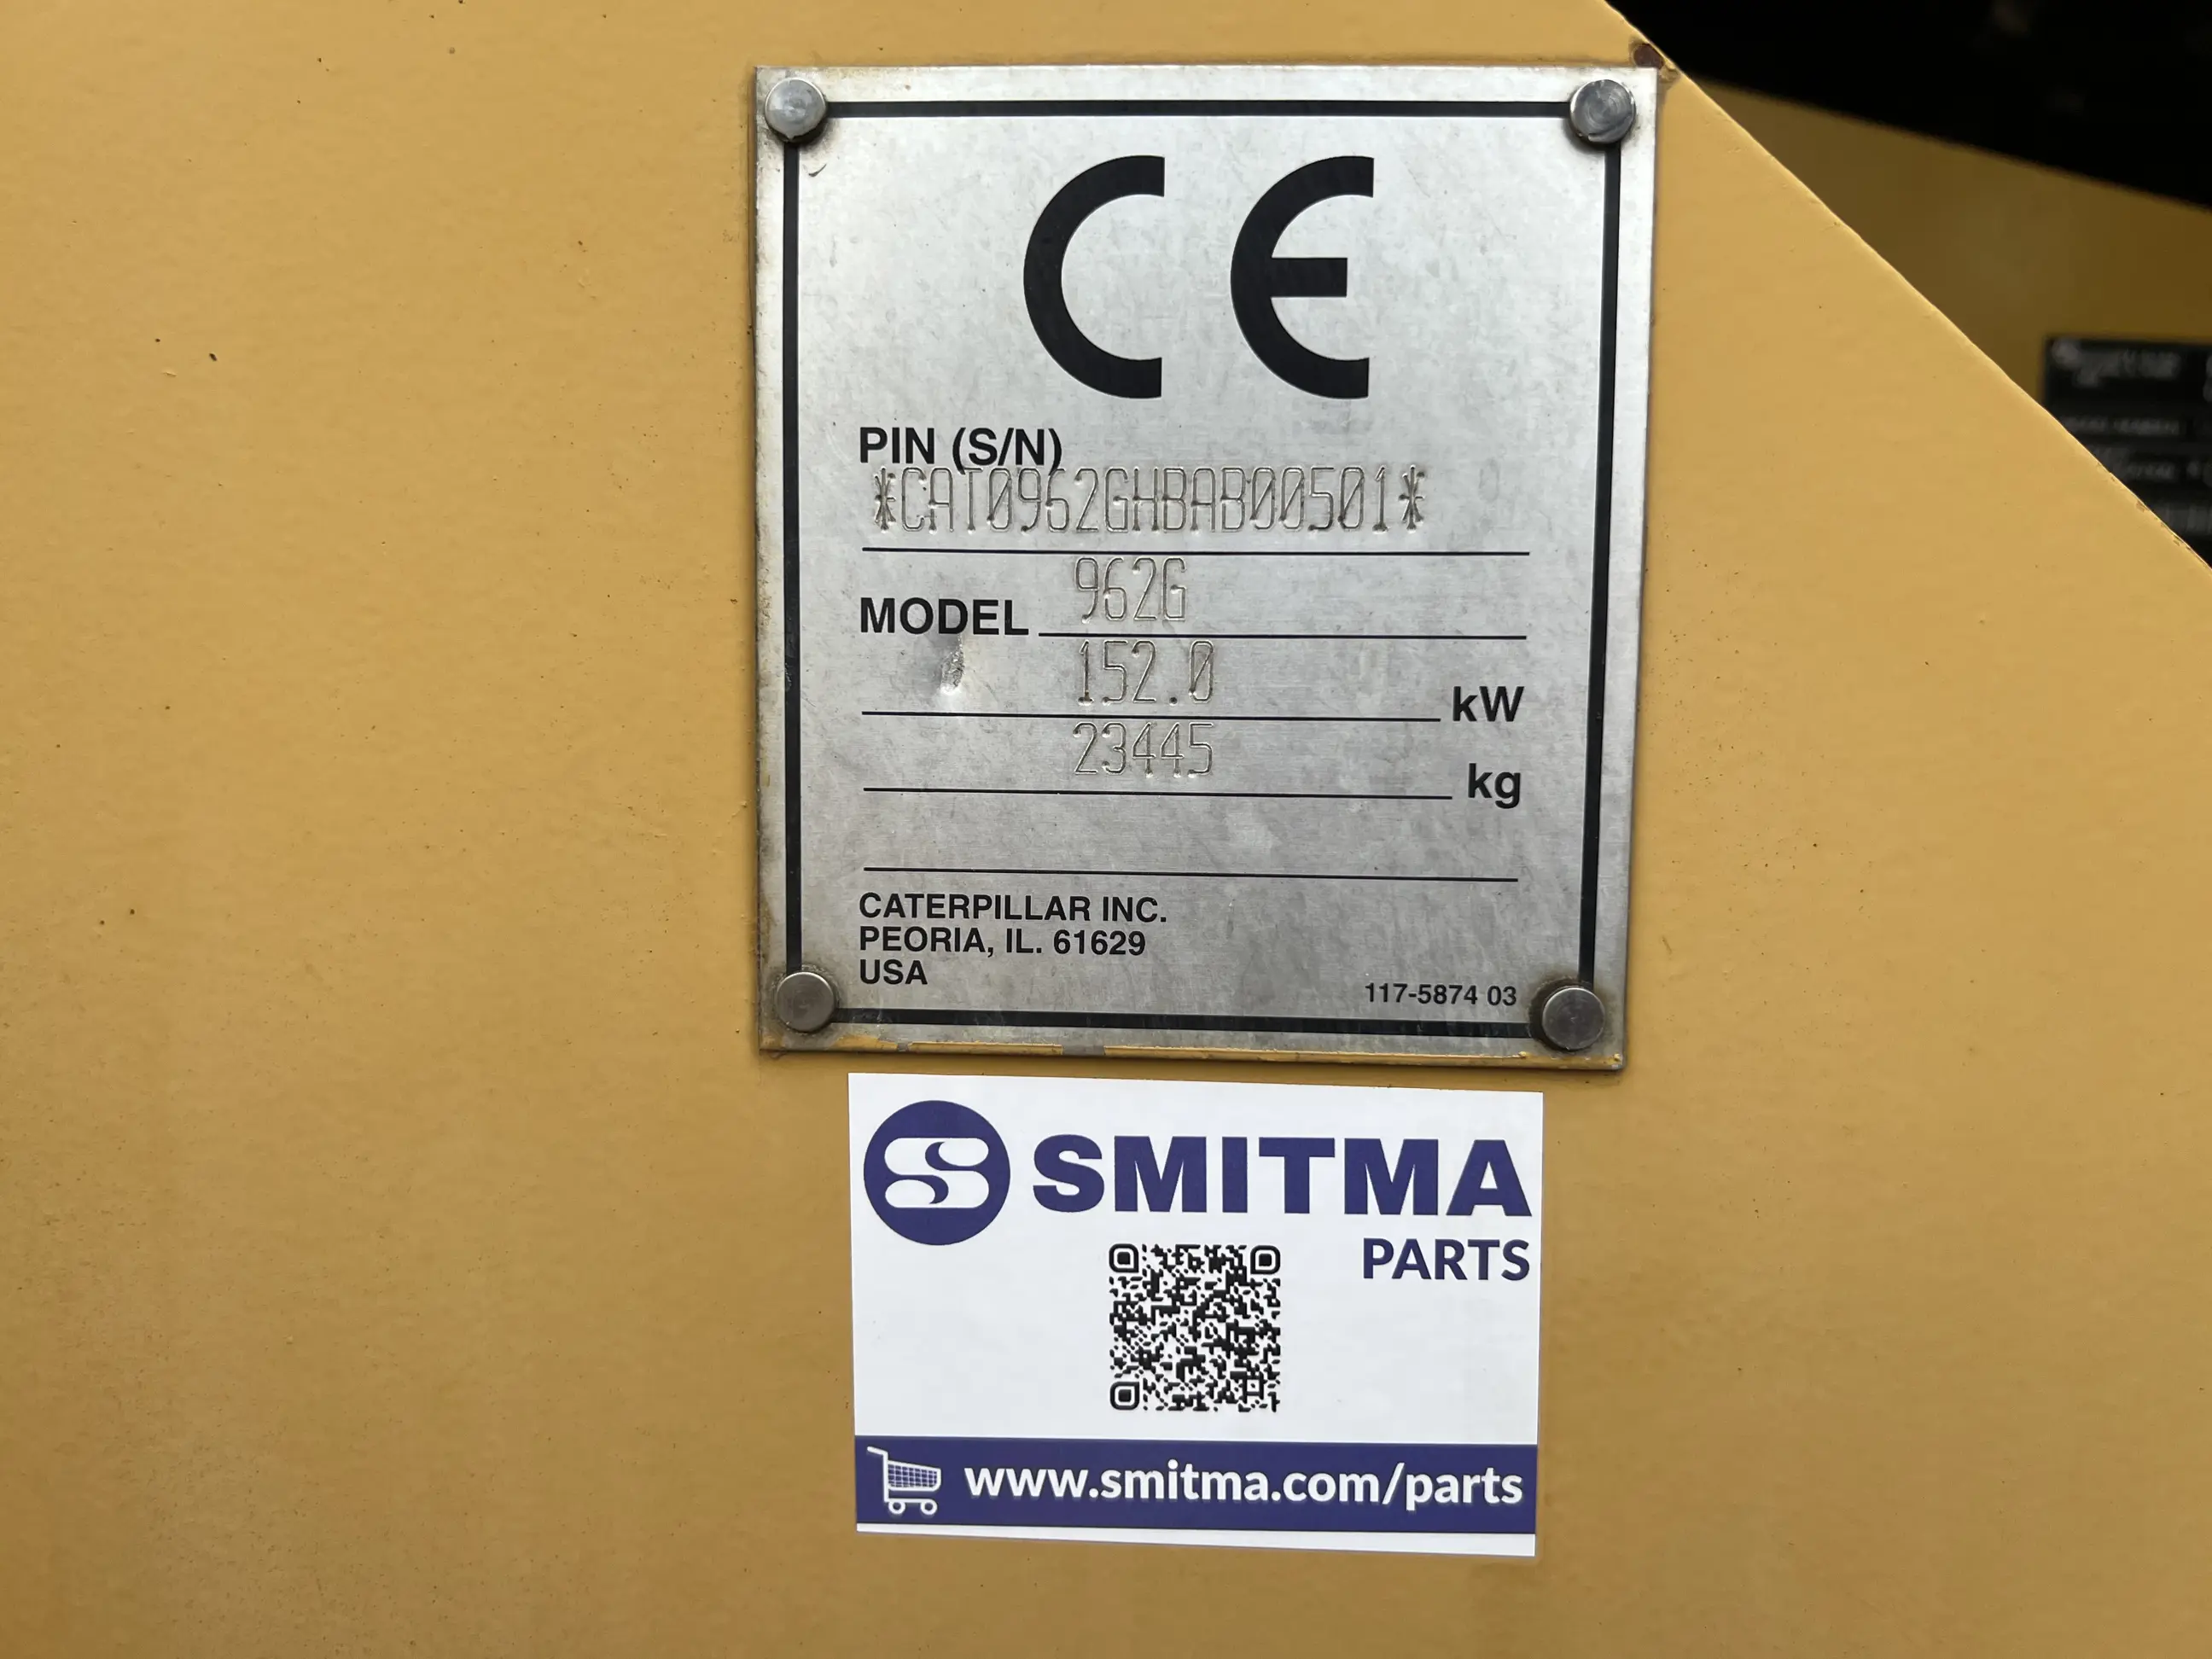 CE
PIN (S/N)
*CAT0962GHBAB00501*
962G
MODEL
152.0
kW
23445
kg
CATERPILLAR INC.
PEORIA, IL. 61629
USA
117-5874 03
SMITMA
PARTS
www.smitma.com/parts